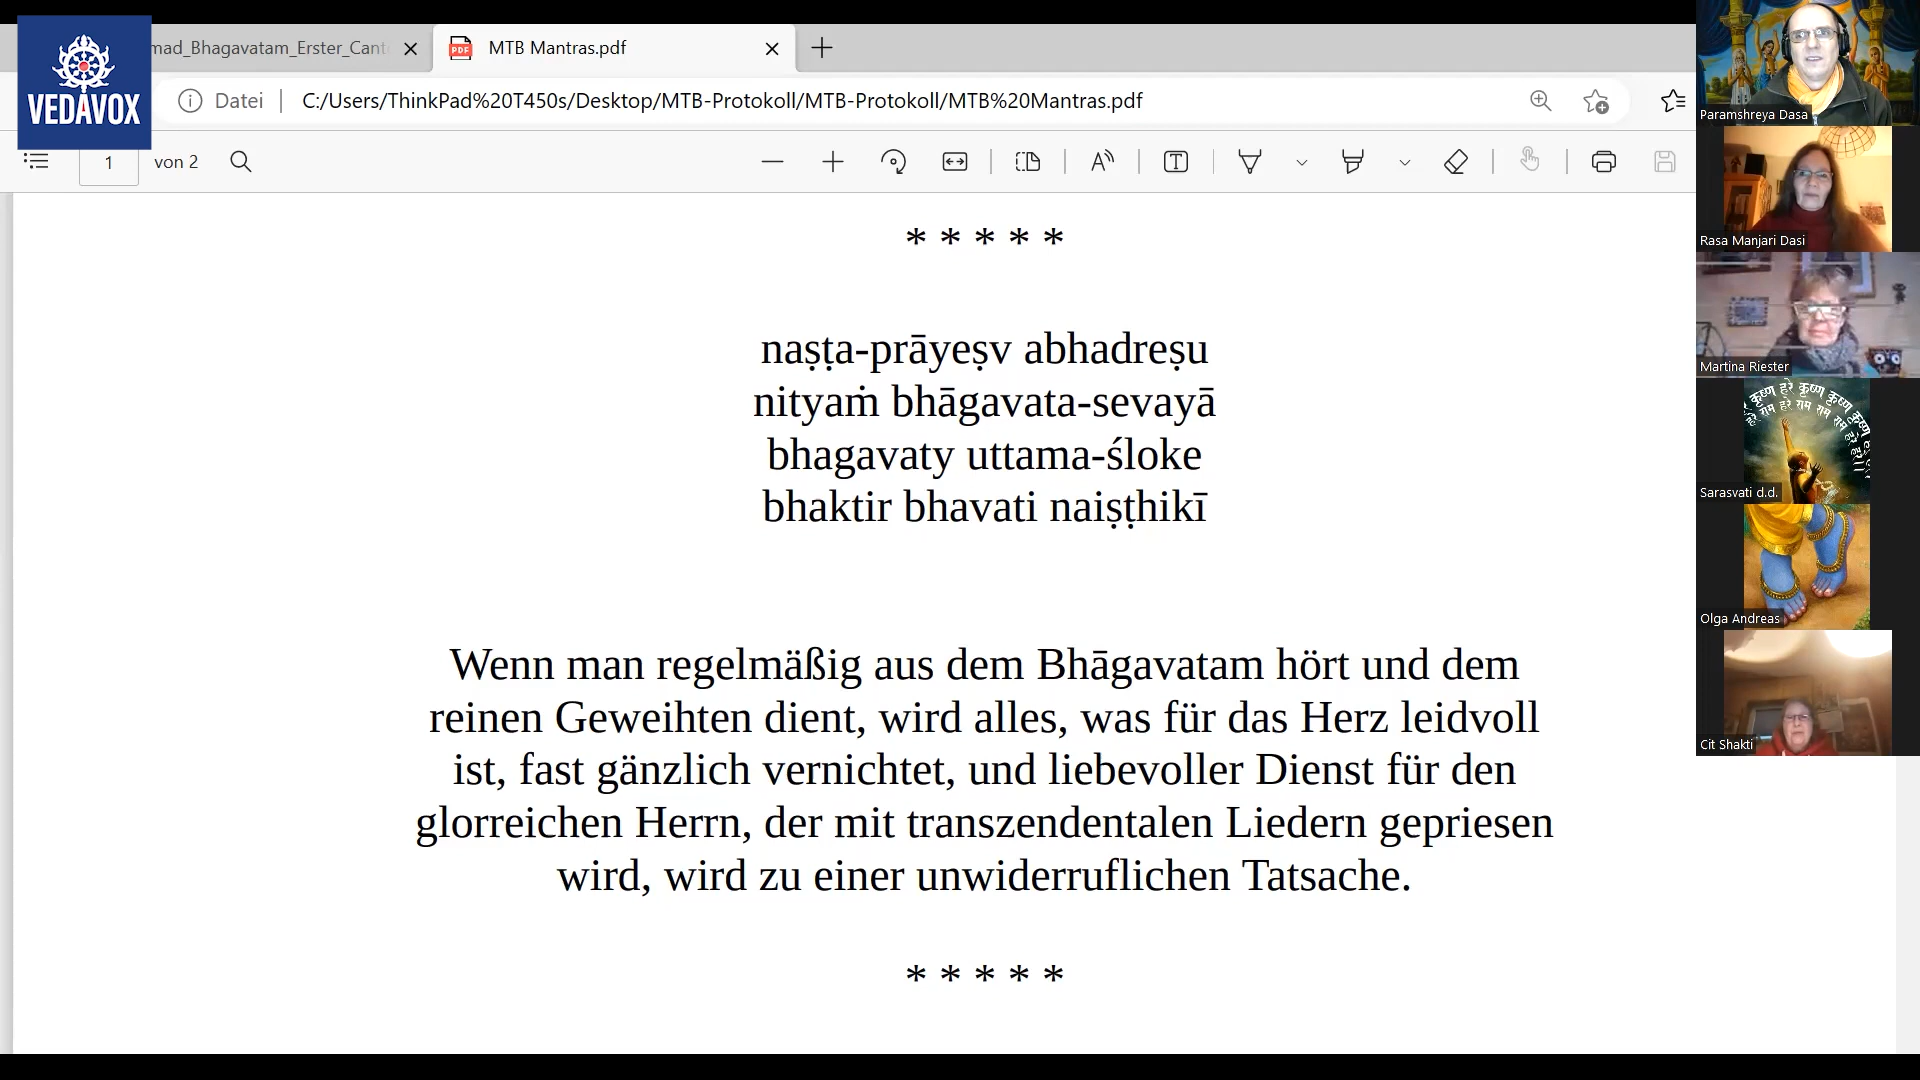 mad_Bhagavatam_Erster_Cant
MTB Mantras.pdf
VEDAVOX
Datei
C:/Users/ThinkPad%20T450s/Desktop/MTB-Protokoll/MTB-Protokoll/MTB%20Mantras.pdf
1 von 2
* * * * *
naṣṭa-prāyeṣv abhadreṣu
nityaṁ bhāgavata-sevayā
bhagavaty uttama-śloke
bhaktir bhavati naiṣṭhikī
Wenn man regelmäßig aus dem Bhāgavatam hört und dem
reinen Geweihten dient, wird alles, was für das Herz leidvoll
ist, fast gänzlich vernichtet, und liebevoller Dienst für den
glorreichen Herrn, der mit transzendentalen Liedern gepriesen
wird, wird zu einer unwiderruflichen Tatsache.
* * * * *
Paramshreya Dasa
Rasa Manjari Dasi
Martina Riester
Sarasvati d.d.
Olga Andreas
Cit Shakti